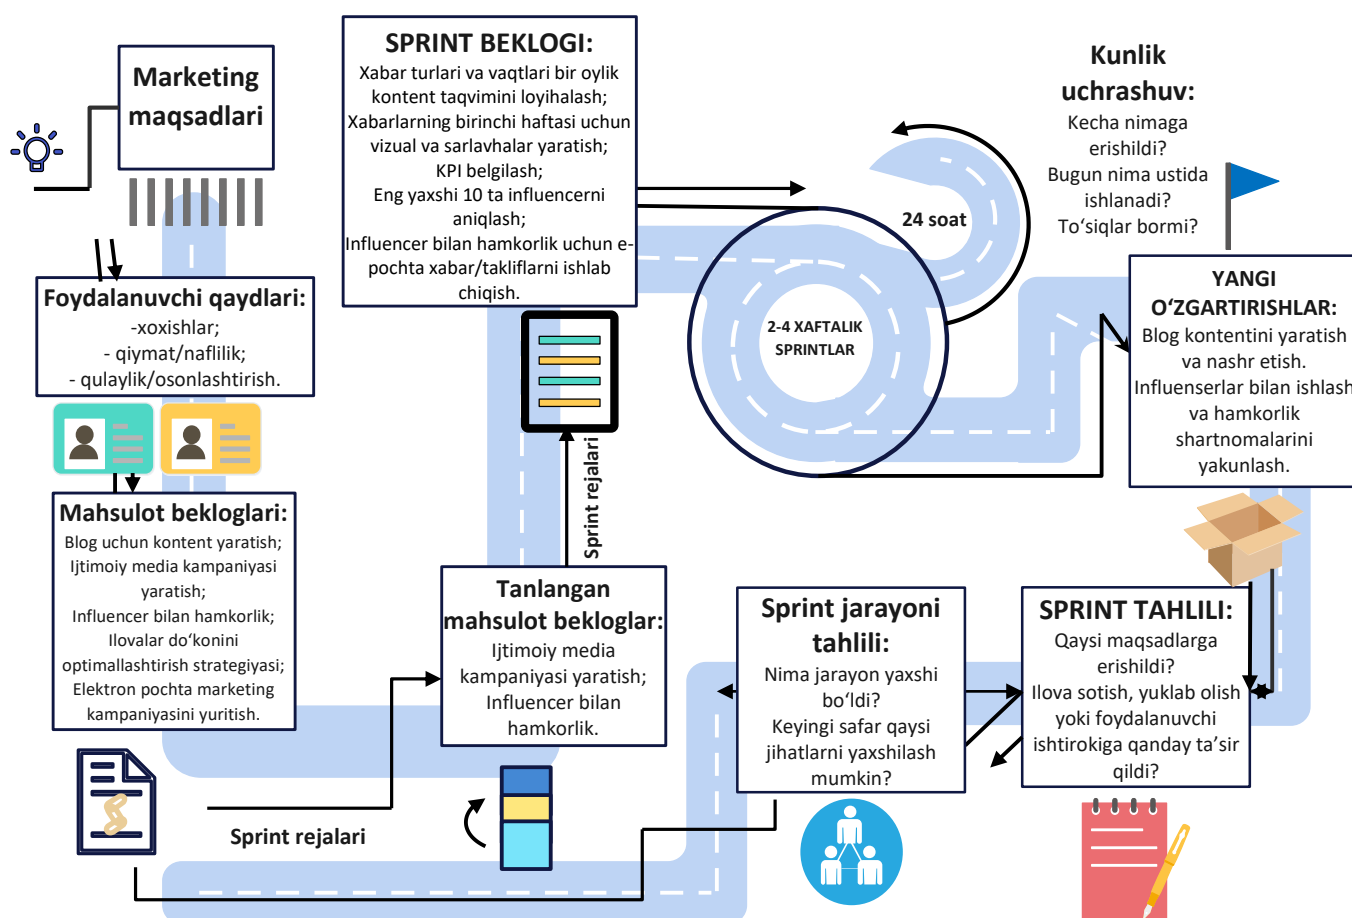 Marketing
maqsadlari
Foydalanuvchi qaydlari:
-xoxishlar;
- qiymat/naflilik;
- qulaylik/osonlashtirish.
Mahsulot bekloglari:
Blog uchun kontent yaratish;
Ijtimoiy media kampaniyasi
yaratish;
Influencer bilan hamkorlik;
Ilovalar do‘konini
optimallashtirish strategiyasi;
Elektron pochta marketing
kampaniyasini yuritish.
Sprint rejalari
Tanlangan
mahsulot bekloglar:
Ijtimoiy media
kampaniyasi yaratish;
Influencer bilan
hamkorlik.
Sprint rejalari
SPRINT BEKLOGI:
Xabar turlari va vaqtlari bir oylik
kontent taqvimini loyihalash;
Xabarlarning birinchi haftasi uchun
vizual va sarlavhalar yaratish;
KPI belgilash;
Eng yaxshi 10 ta influencerni
aniqlash;
Influencer bilan hamkorlik uchun e-
pochta xabar/takliflarni ishlab
chiqish.
2-4 XAFTALIK
SPRINTLAR
24 soat
Kunlik
uchrashuv:
Kecha nimaga
erishildi?
Bugun nima ustida
ishlanadi?
To‘siqlar bormi?
YANGI
O‘ZGARTIRISHLAR:
Blog kontentini yaratish
va nashr etish.
Influenserlar bilan ishlash
va hamkorlik
shartnomalarini
yakunlash.
SPRINT TAHLILI:
Qaysi maqsadlarga
erishildi?
Ilova sotish, yuklab olish
yoki foydalanuvchi
ishtirokiga qanday ta’sir
qildi?
Sprint jarayoni
tahlili:
Nima jarayon yaxshi
bo‘ldi?
Keyingi safar qaysi
jihatlarni yaxshilash
mumkin?